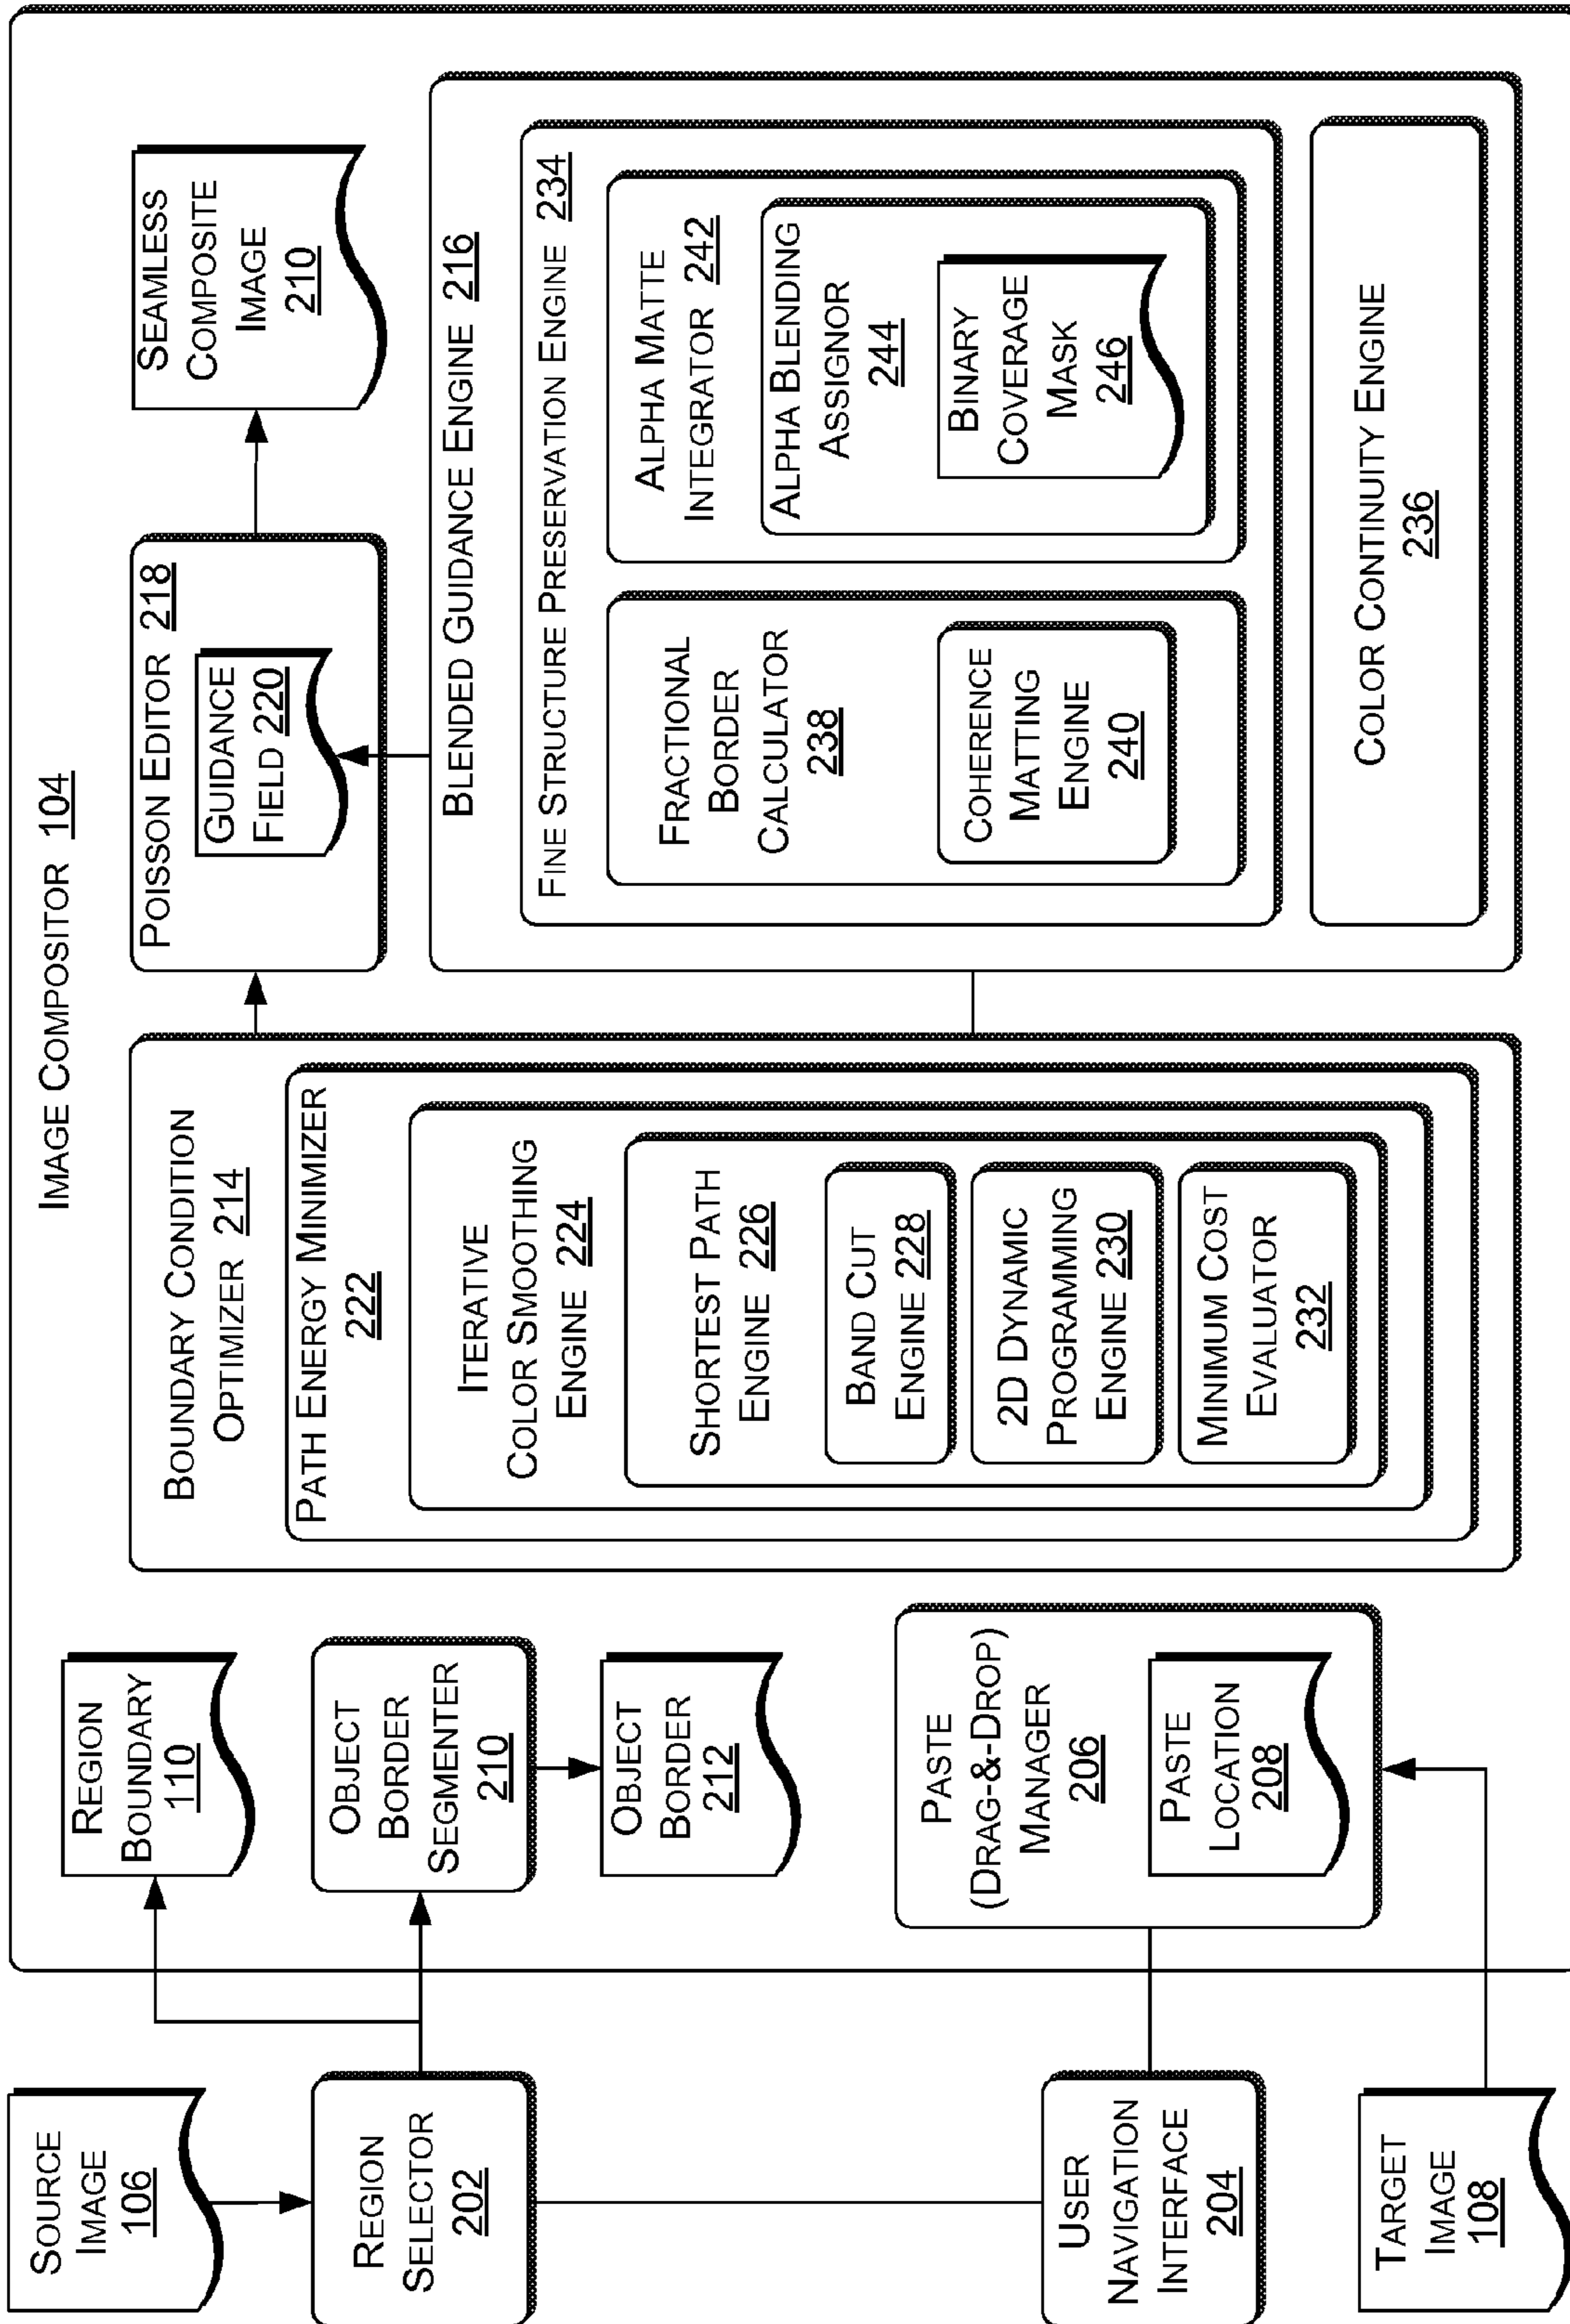 IMAGE COMPOSITOR 104
SOURCE
IMAGE
106
REGION
SELECTOR
202
USER
NAVIGATION
INTERFACE
204
TARGET
IMAGE
108
REGION
BOUNDARY
110
OBJECT
BORDER
SEGMENTER
210
OBJECT
BORDER
212
PASTE
(DRAG-&-DROP)
MANAGER
206
PASTE
LOCATION
208
BOUNDARY CONDITION
OPTIMIZER 214
PATH ENERGY MINIMIZER
222
ITERATIVE
COLOR SMOOTHING
ENGINE 224
SHORTEST PATH
ENGINE 226
BAND CUT
ENGINE 228
2D DYNAMIC
PROGRAMMING
ENGINE 230
MINIMUM COST
EVALUATOR
232
POISSON EDITOR 218
GUIDANCE
FIELD 220
SEAMLESS
COMPOSITE
IMAGE
210
BLENDED GUIDANCE ENGINE 216
FINE STRUCTURE PRESERVATION ENGINE 234
FRACTIONAL
BORDER
CALCULATOR
238
COHERENCE
MATTING
ENGINE
240
ALPHA MATTE
INTEGRATOR 242
ALPHA BLENDING
ASSIGNOR
244
BINARY
COVERAGE
MASK
246
COLOR CONTINUITY ENGINE
236